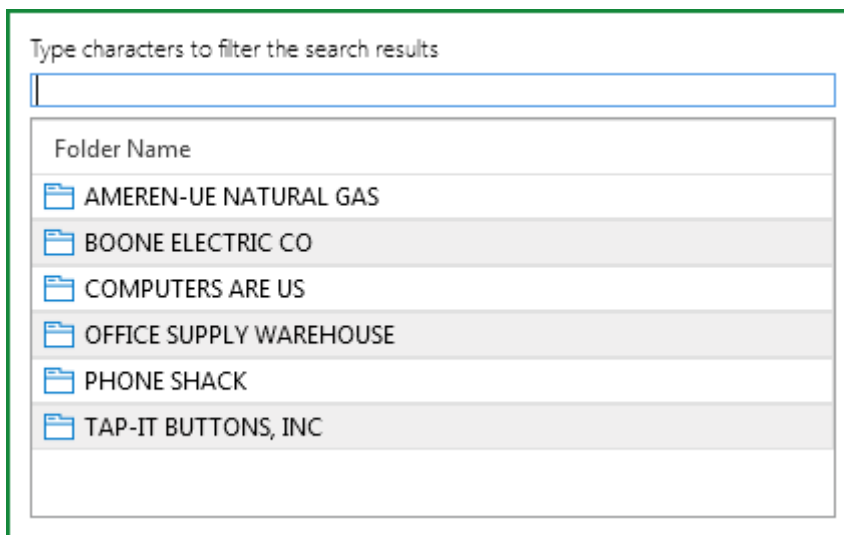 Type characters to filter the search results
Folder Name
AMEREN-UE NATURAL GAS
BOONE ELECTRIC CO
COMPUTERS ARE US
OFFICE SUPPLY WAREHOUSE
PHONE SHACK
TAP-IT BUTTONS, INC